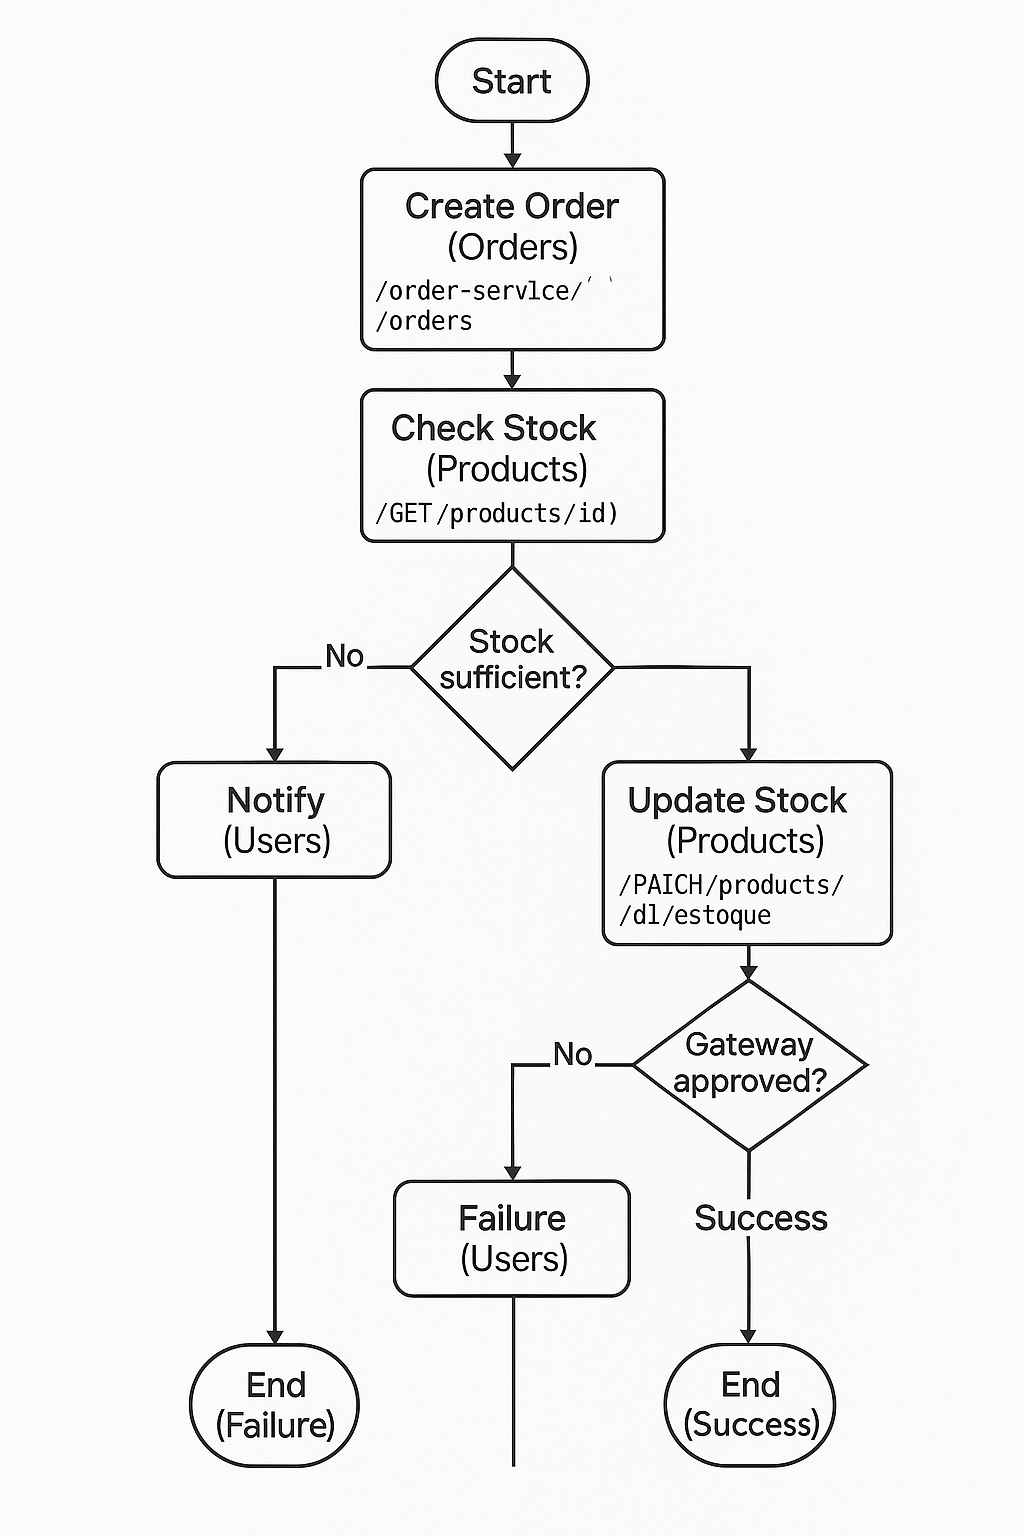 Start
Create Order
(Orders)
/order-servlce/
/orders
Check Stock
(Products)
/GET/products/id)
Stock
sufficient?
No
Notify
(Users)
Update Stock
(Products)
/PAICH/products/
/dl/estoque
Gateway
approved?
No
Failure
(Users)
Success
End
(Failure)
End
(Success)